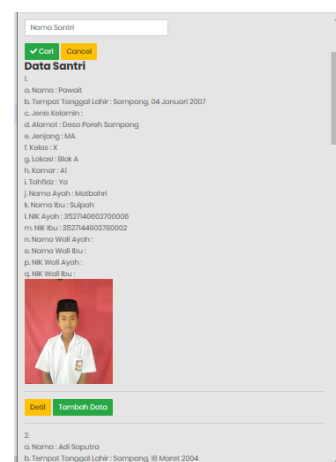 Nama Santri
Cari Cancel
Data Santri
1.
a. Nama : Pawait
b. Tempat Tanggal Lahir : Sampang, 04 Januari 2007
c. Jenis Kelamin :
d. Alamat : Desa Poreh Sampang
e. Jenjang : MA
f. Kelas : X
g. Lokasi : Blok A
h. Kamar : A1
i. Tahfidz : Ya
j. Nama Ayah : Matbahri
k. Nama Ibu : Suipah
l. NIK Ayah : 3527140602700006
m. NIK Ibu : 3527144903780002
n. Nama Wali Ayah :
o. Nama Wali Ibu :
p. NIK Wali Ayah :
q. NIK Wali Ibu :
Detil Tambah Data
2.
a. Nama : Adi Saputro
b. Tempat Tanggal Lahir : Sampang, 16 Maret 2004